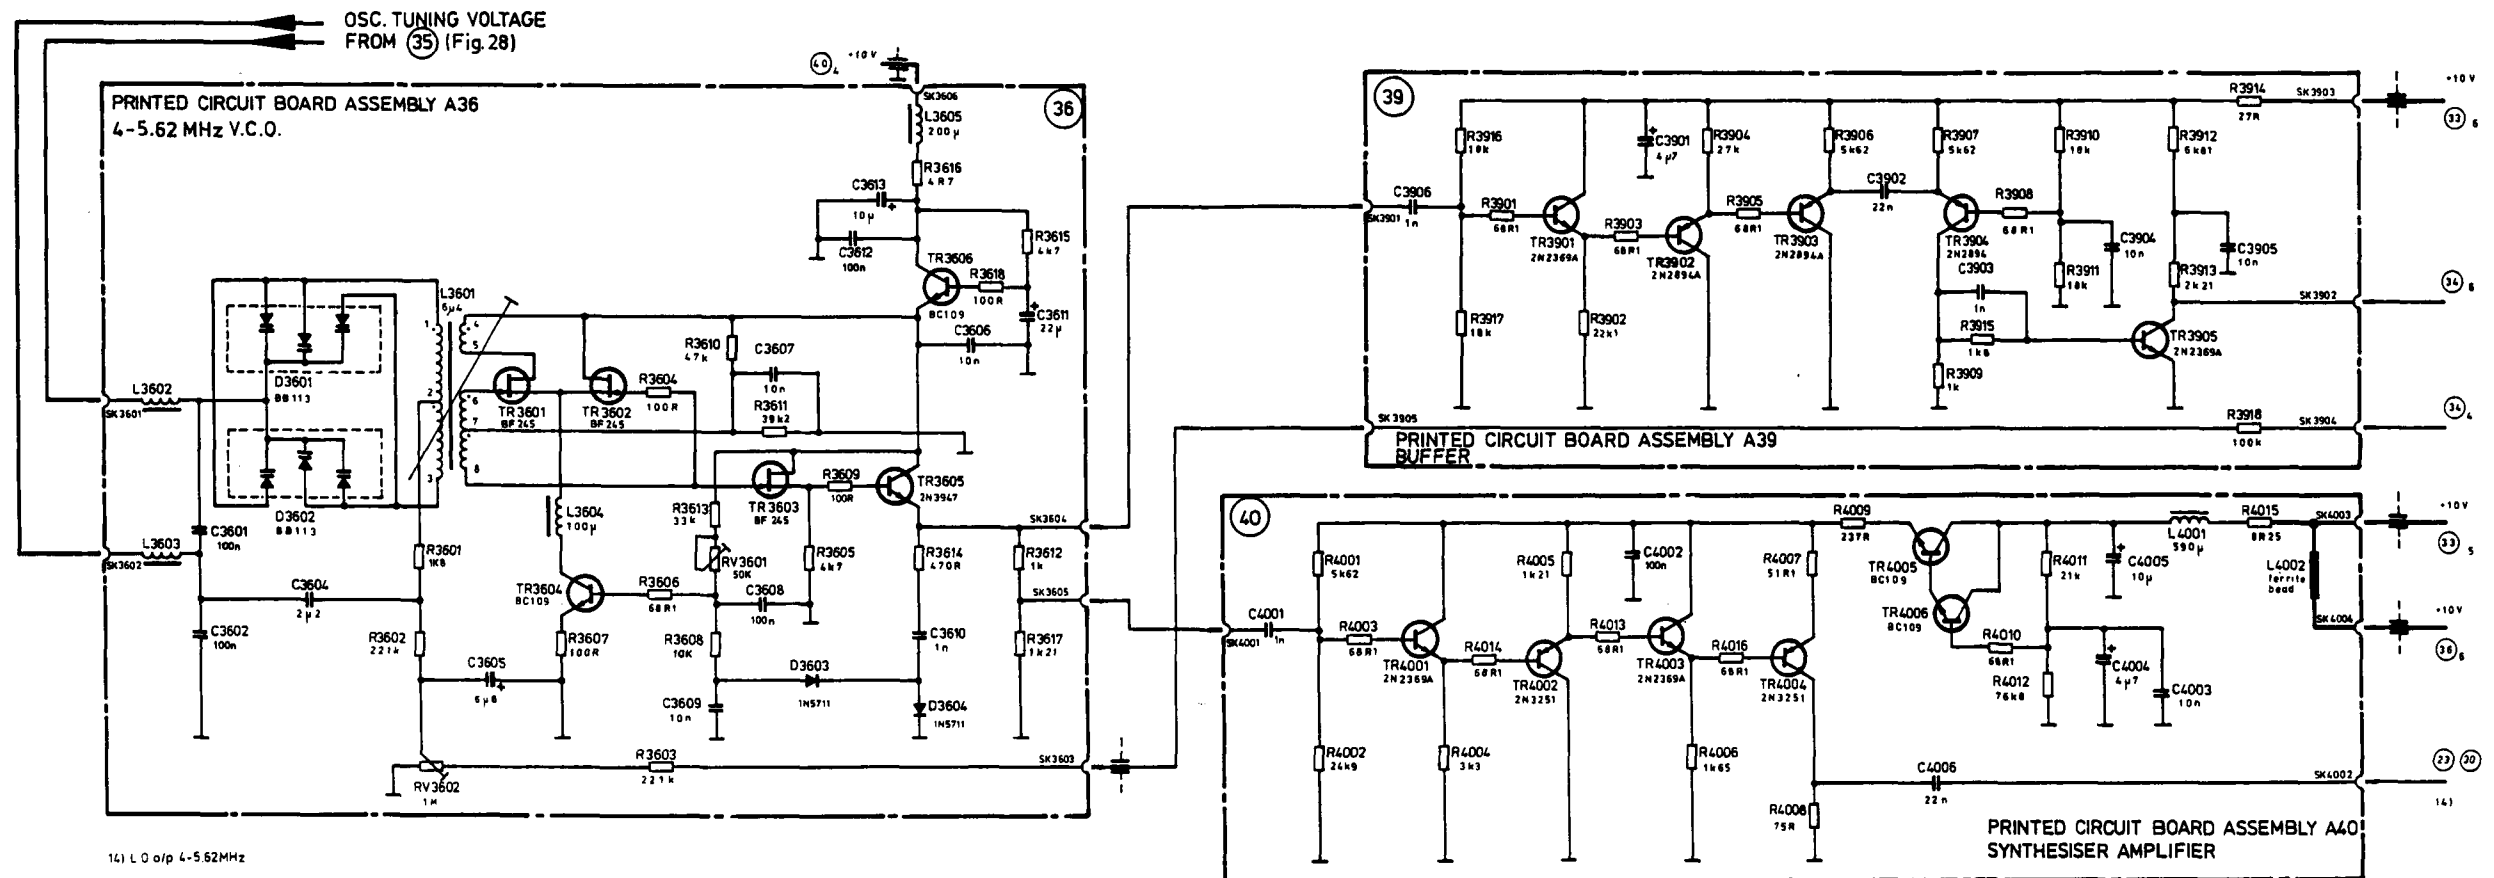 OSC. TUNING VOLTAGE
FROM 35 (Fig.28)
40 4
+10V
PRINTED CIRCUIT BOARD ASSEMBLY A36
4-5.62 MHz V.C.O.
36
SK3606
L3605
200µ
R3616
4R7
C3613
10µ
+
C3612
100n
R3615
4k7
TR3606
BC109
R3618
100R
C3611
22µ
+
C3606
10n
L3601
6µ4
1
2
3
4
5
6
7
8
D3601
BB113
D3602
BB113
L3602
SK3601
L3603
SK3602
C3601
100n
C3602
100n
C3604
2µ2
R3601
1K8
R3602
221k
C3605
6µ8
+
RV3602
1M
R3603
221k
SK3603
TR3601
BF245
TR3602
BF245
R3604
100R
R3610
47k
C3607
10n
R3611
39k2
L3604
100µ
TR3604
BC109
R3607
100R
R3606
68R1
R3613
33k
RV3601
50K
TR3603
BF245
R3609
100R
TR3605
2N3947
R3605
4k7
C3608
100n
R3608
10K
C3609
10n
D3603
1N5711
D3604
1N5711
R3614
470R
C3610
1n
R3612
1k
R3617
1k21
SK3604
SK3605
14) L O o/p 4-5.62MHz
39
SK3901
C3906
1n
R3916
18k
R3917
18k
R3901
68R1
TR3901
2N2369A
R3902
22k1
R3903
68R1
C3901
4µ7
+
TR3902
2N2894A
R3904
27k
R3905
68R1
TR3903
2N2894A
R3906
5k62
C3902
22n
R3907
5k62
TR3904
2N2894
R3908
68R1
C3903
1n
R3915
1k8
R3909
1k
R3910
18k
R3911
18k
C3904
10n
R3912
6k81
R3913
2k21
C3905
10n
TR3905
2N2369A
R3914
27R
SK3903
+10V
33 6
SK3902
34 6
SK3905
R3918
100k
SK3904
34 4
PRINTED CIRCUIT BOARD ASSEMBLY A39
BUFFER
40
SK4001
C4001
1n
R4001
5k62
R4002
24k9
R4003
68R1
TR4001
2N2369A
R4004
3k3
R4014
68R1
TR4002
2N3251
R4005
1k21
R4013
68R1
C4002
100n
TR4003
2N2369A
R4006
1k65
R4016
68R1
TR4004
2N3251
R4007
51R1
R4008
75R
R4009
237R
TR4005
BC109
TR4006
BC109
R4010
68R1
R4011
21k
R4012
76k8
C4005
10µ
+
C4004
4µ7
+
C4003
10n
L4001
590µ
R4015
8R25
SK4003
+10V
33 5
L4002
ferrite
bead
SK4004
+10V
36 6
C4006
22n
SK4002
23 30
14)
PRINTED CIRCUIT BOARD ASSEMBLY A40
SYNTHESISER AMPLIFIER